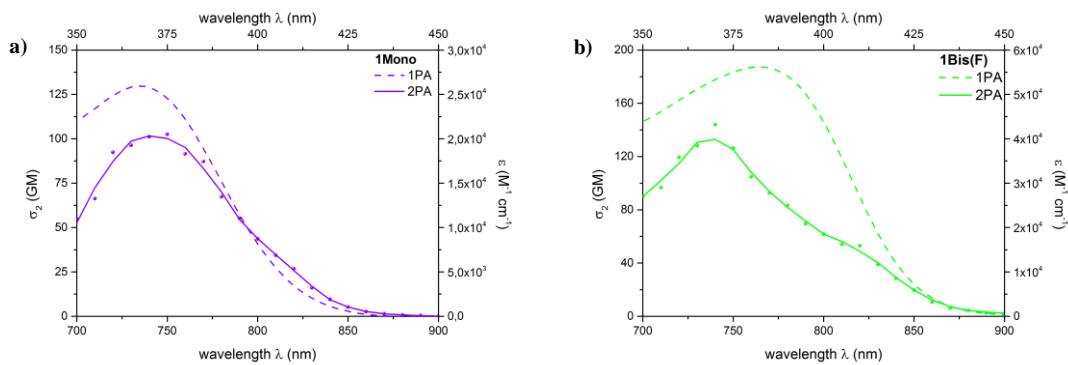 wavelength λ (nm)
350 375 400 425 450
a)
1Mono
1PA
2PA
150
125
100
75
50
25
0
σ₂ (GM)
3,0x10⁴
2,5x10⁴
2,0x10⁴
1,5x10⁴
1,0x10⁴
5,0x10³
0,0
ε (M⁻¹ cm⁻¹)
700 750 800 850 900
wavelength λ (nm)
wavelength λ (nm)
350 375 400 425 450
b)
1Bis(F)
1PA
2PA
200
160
120
80
40
0
σ₂ (GM)
6x10⁴
5x10⁴
4x10⁴
3x10⁴
2x10⁴
1x10⁴
0
ε (M⁻¹ cm⁻¹)
700 750 800 850 900
wavelength λ (nm)